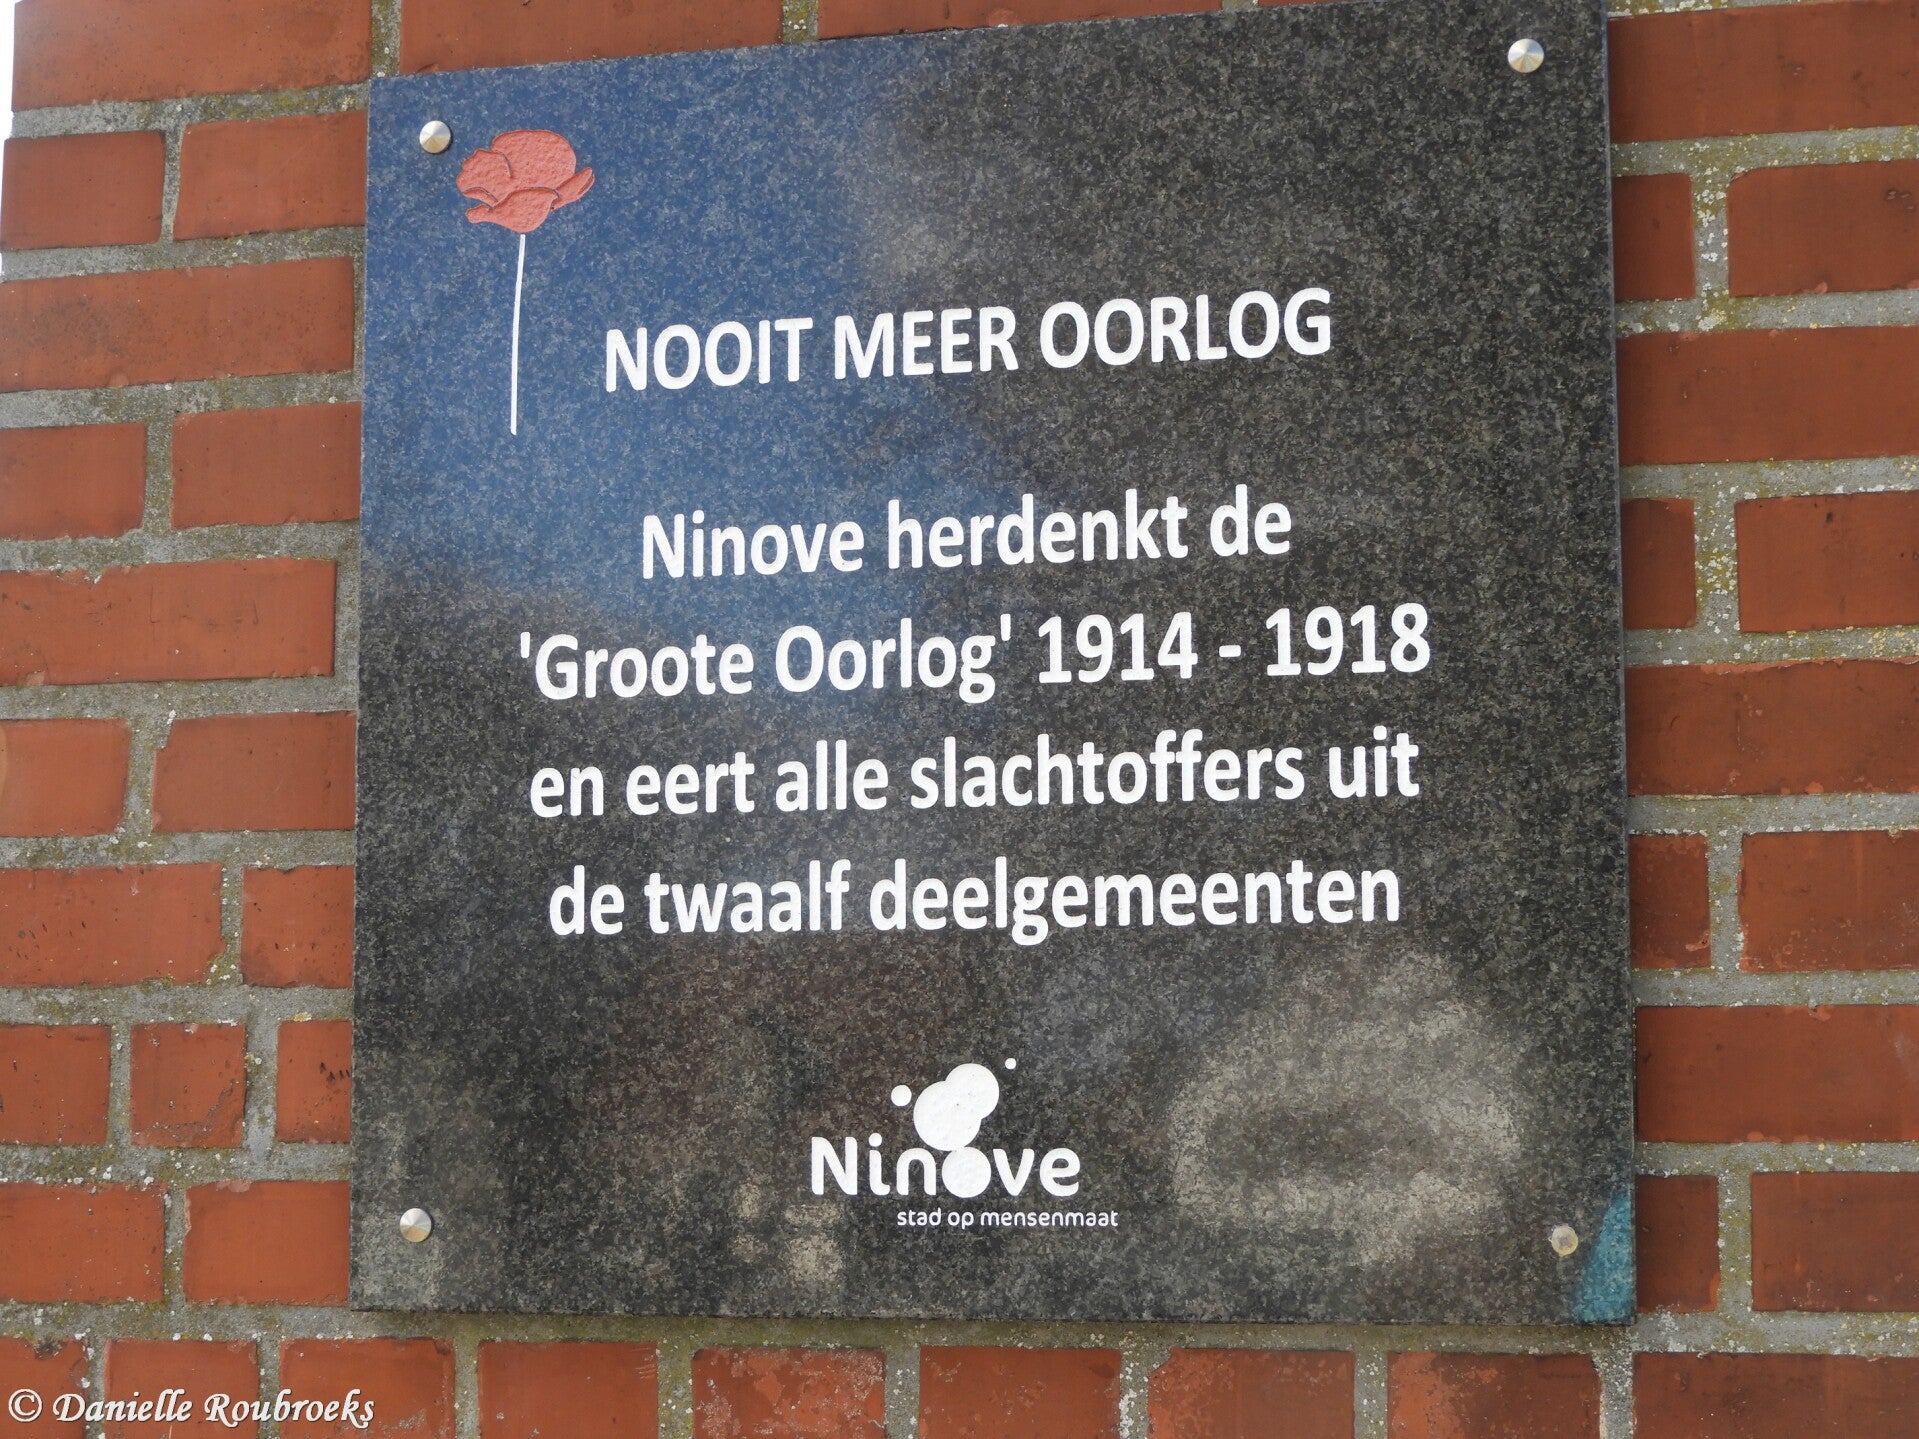 NOOIT MEER OORLOG
Ninove herdenkt de
'Groote Oorlog' 1914 - 1918
en eert alle slachtoffers uit
de twaalf deelgemeenten
Ninove
stad op mensenmaat
© Danielle Roubroeks